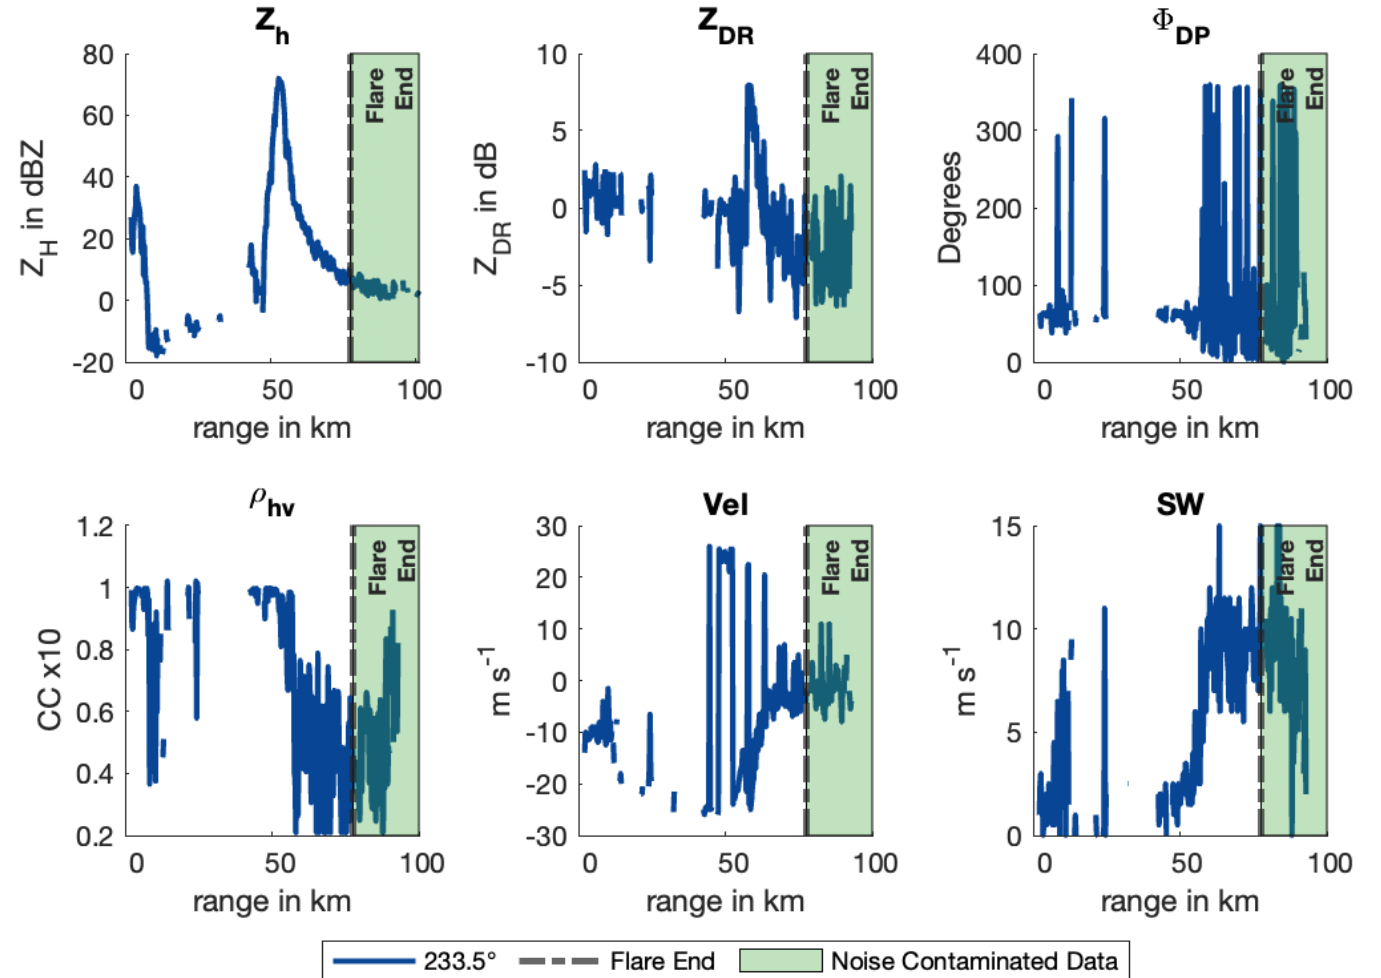 Z_h
80
60
40
20
0
-20
Z_H in dBZ
Flare
End
0
50
100
range in km
Z_DR
10
5
0
-5
-10
Z_DR in dB
Flare
End
0
50
100
range in km
Φ_DP
400
300
200
100
0
Degrees
Flare
End
0
50
100
range in km
ρ_hv
1.2
1
0.8
0.6
0.4
0.2
CC x10
Flare
End
0
50
100
range in km
Vel
30
20
10
0
-10
-20
-30
m s^-1
Flare
End
0
50
100
range in km
SW
15
10
5
0
m s^-1
Flare
End
0
50
100
range in km
233.5°
Flare End
Noise Contaminated Data